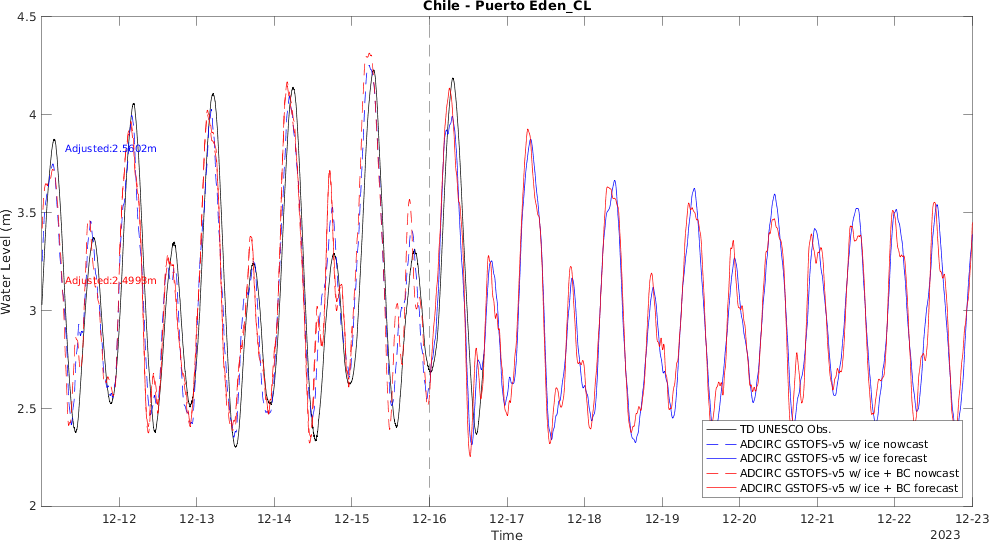 Chile - Puerto Eden_CL
4.5
4
3.5
3
2.5
2
Water Level (m)
Adjusted:2.5602m
Adjusted:2.4993m
TD UNESCO Obs.
ADCIRC GSTOFS-v5 w/ ice nowcast
ADCIRC GSTOFS-v5 w/ ice forecast
ADCIRC GSTOFS-v5 w/ ice + BC nowcast
ADCIRC GSTOFS-v5 w/ ice + BC forecast
12-12 12-13 12-14 12-15 12-16 12-17 12-18 12-19 12-20 12-21 12-22 12-23
Time
2023